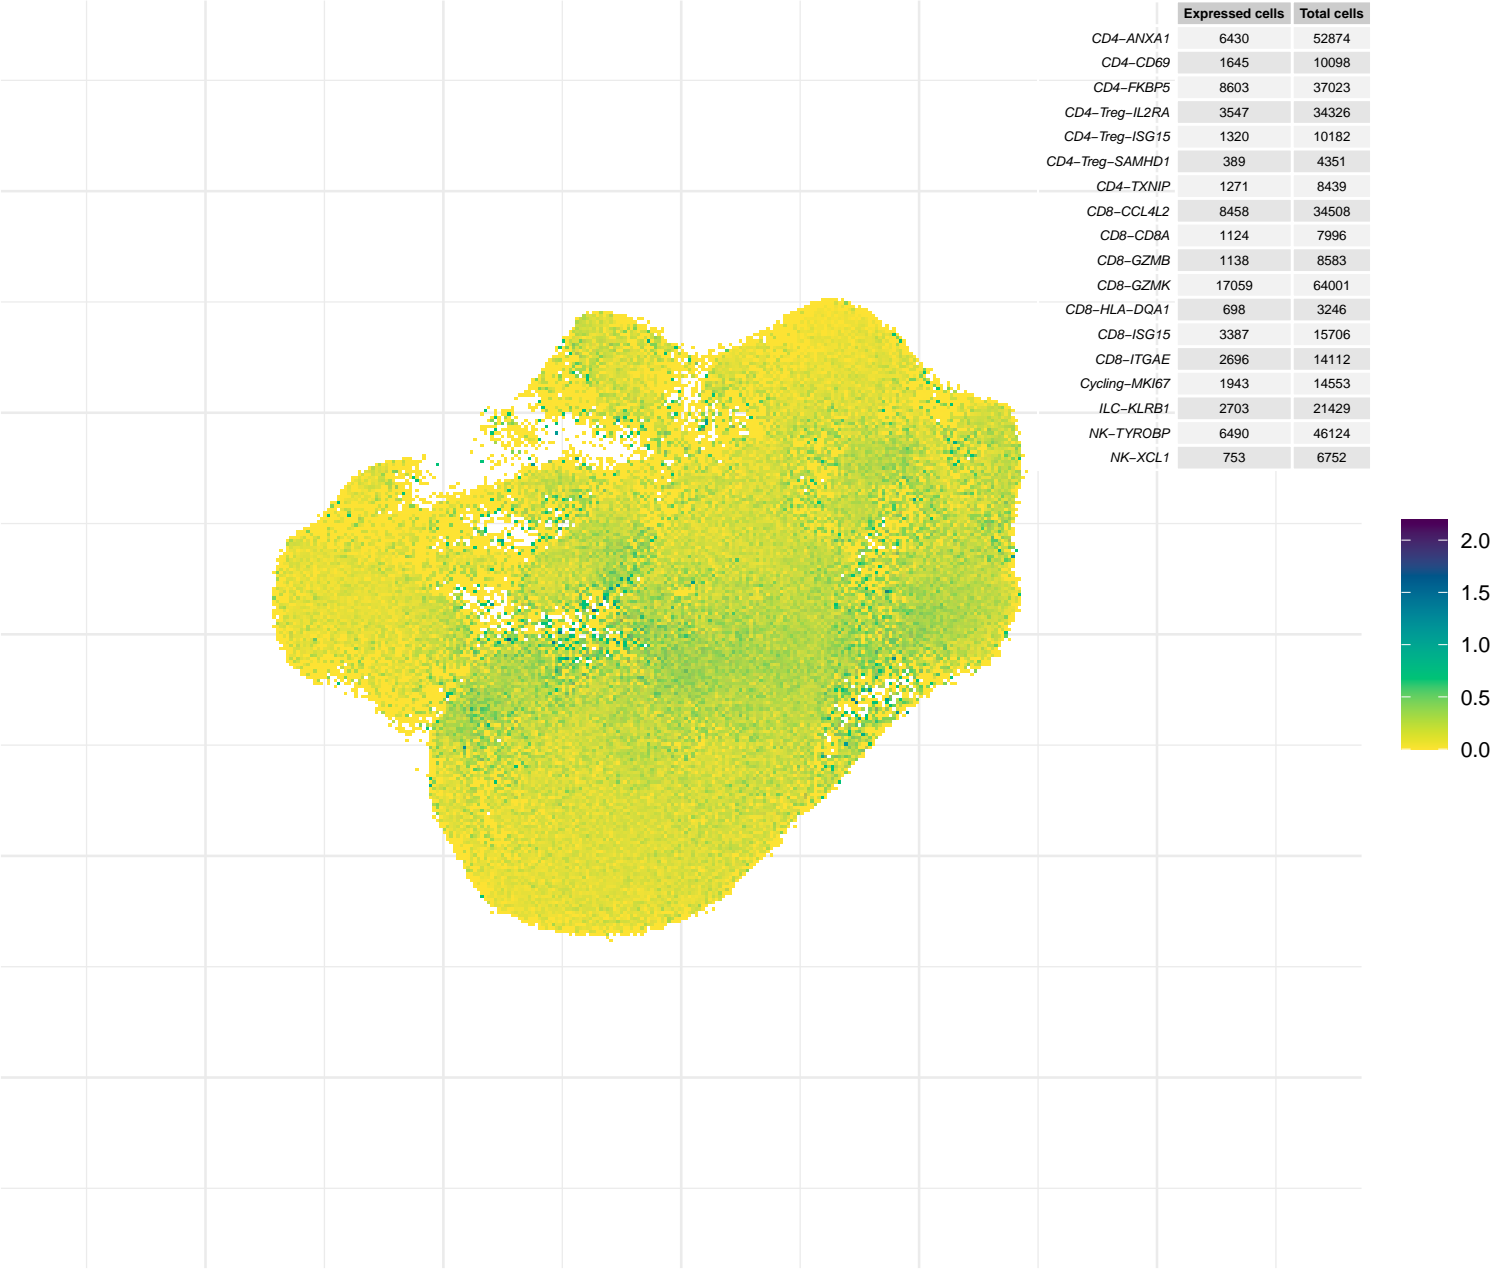 Expressed cells Total cells
CD4−ANXA1 6430 52874
CD4−CD69 1645 10098
CD4−FKBP5 8603 37023
CD4−Treg−IL2RA 3547 34326
CD4−Treg−ISG15 1320 10182
CD4−Treg−SAMHD1 389 4351
CD4−TXNIP 1271 8439
CD8−CCL4L2 8458 34508
CD8−CD8A 1124 7996
CD8−GZMB 1138 8583
CD8−GZMK 17059 64001
CD8−HLA−DQA1 698 3246
CD8−ISG15 3387 15706
CD8−ITGAE 2696 14112
Cycling−MKI67 1943 14553
ILC−KLRB1 2703 21429
NK−TYROBP 6490 46124
NK−XCL1 753 6752
2.0
1.5
1.0
0.5
0.0